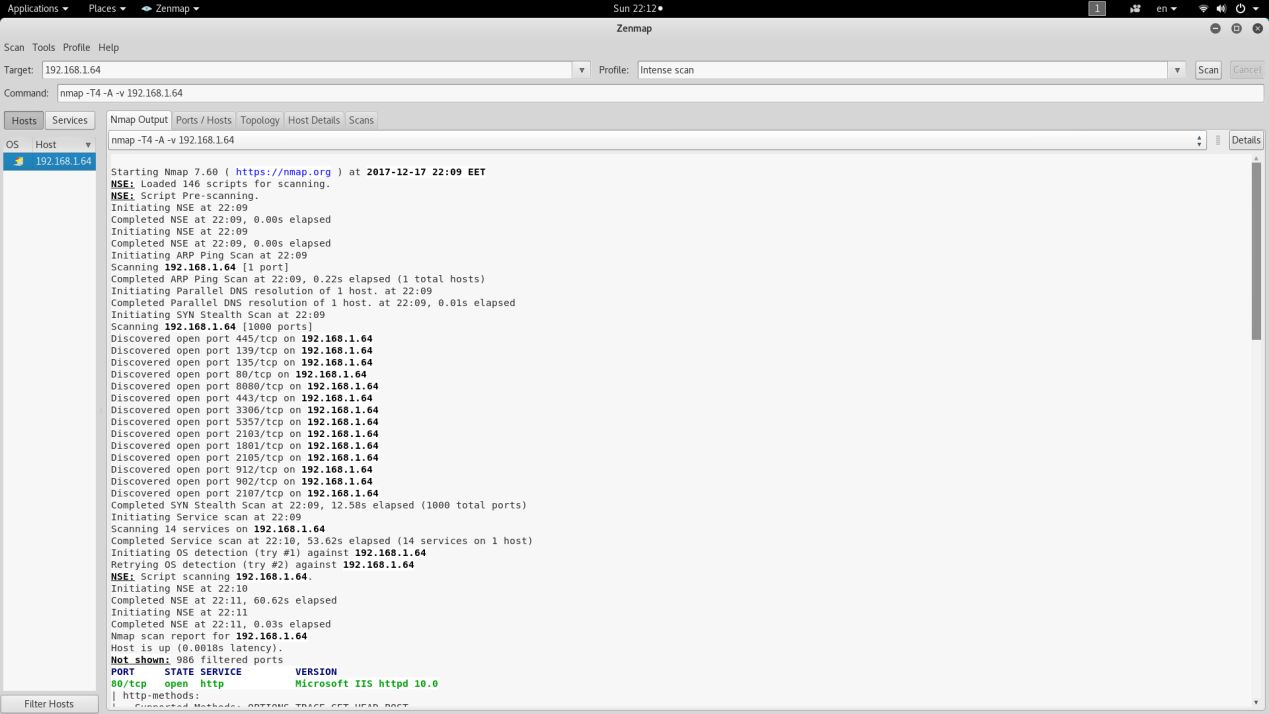 Applications Places Zenmap Sun 22:12 1 en
Zenmap
Scan Tools Profile Help
Target: 192.168.1.64 Profile: Intense scan Scan Cancel
Command: nmap -T4 -A -v 192.168.1.64
Hosts Services Nmap Output Ports / Hosts Topology Host Details Scans
OS Host nmap -T4 -A -v 192.168.1.64 Details
192.168.1.64
Starting Nmap 7.60 ( https://nmap.org ) at 2017-12-17 22:09 EET
NSE: Loaded 146 scripts for scanning.
NSE: Script Pre-scanning.
Initiating NSE at 22:09
Completed NSE at 22:09, 0.00s elapsed
Initiating NSE at 22:09
Completed NSE at 22:09, 0.00s elapsed
Initiating ARP Ping Scan at 22:09
Scanning 192.168.1.64 [1 port]
Completed ARP Ping Scan at 22:09, 0.22s elapsed (1 total hosts)
Initiating Parallel DNS resolution of 1 host. at 22:09
Completed Parallel DNS resolution of 1 host. at 22:09, 0.01s elapsed
Initiating SYN Stealth Scan at 22:09
Scanning 192.168.1.64 [1000 ports]
Discovered open port 445/tcp on 192.168.1.64
Discovered open port 139/tcp on 192.168.1.64
Discovered open port 135/tcp on 192.168.1.64
Discovered open port 80/tcp on 192.168.1.64
Discovered open port 8080/tcp on 192.168.1.64
Discovered open port 443/tcp on 192.168.1.64
Discovered open port 3306/tcp on 192.168.1.64
Discovered open port 5357/tcp on 192.168.1.64
Discovered open port 2103/tcp on 192.168.1.64
Discovered open port 1801/tcp on 192.168.1.64
Discovered open port 2105/tcp on 192.168.1.64
Discovered open port 912/tcp on 192.168.1.64
Discovered open port 902/tcp on 192.168.1.64
Discovered open port 2107/tcp on 192.168.1.64
Completed SYN Stealth Scan at 22:09, 12.58s elapsed (1000 total ports)
Initiating Service scan at 22:09
Scanning 14 services on 192.168.1.64
Completed Service scan at 22:10, 53.62s elapsed (14 services on 1 host)
Initiating OS detection (try #1) against 192.168.1.64
Retrying OS detection (try #2) against 192.168.1.64
NSE: Script scanning 192.168.1.64.
Initiating NSE at 22:10
Completed NSE at 22:11, 60.62s elapsed
Initiating NSE at 22:11
Completed NSE at 22:11, 0.03s elapsed
Nmap scan report for 192.168.1.64
Host is up (0.0018s latency).
Not shown: 986 filtered ports
PORT STATE SERVICE VERSION
80/tcp open http Microsoft IIS httpd 10.0
| http-methods:
|_ Supported Methods: OPTIONS TRACE GET HEAD POST
Filter Hosts